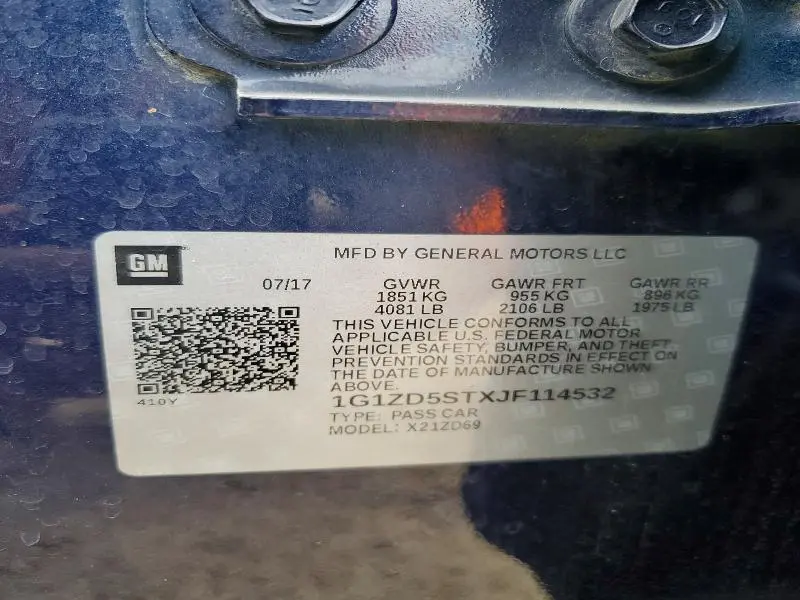 GM
MFD BY GENERAL MOTORS LLC
07/17 GVWR GAWR FRT GAWR RR
1851 KG 955 KG 896 KG
4081 LB 2106 LB 1975 LB
THIS VEHICLE CONFORMS TO ALL
APPLICABLE U.S. FEDERAL MOTOR
VEHICLE SAFETY, BUMPER, AND THEFT
PREVENTION STANDARDS IN EFFECT ON
THE DATE OF MANUFACTURE SHOWN
ABOVE.
410Y
1G1ZD5STXJF114532
TYPE: PASS CAR
MODEL: X21ZD69